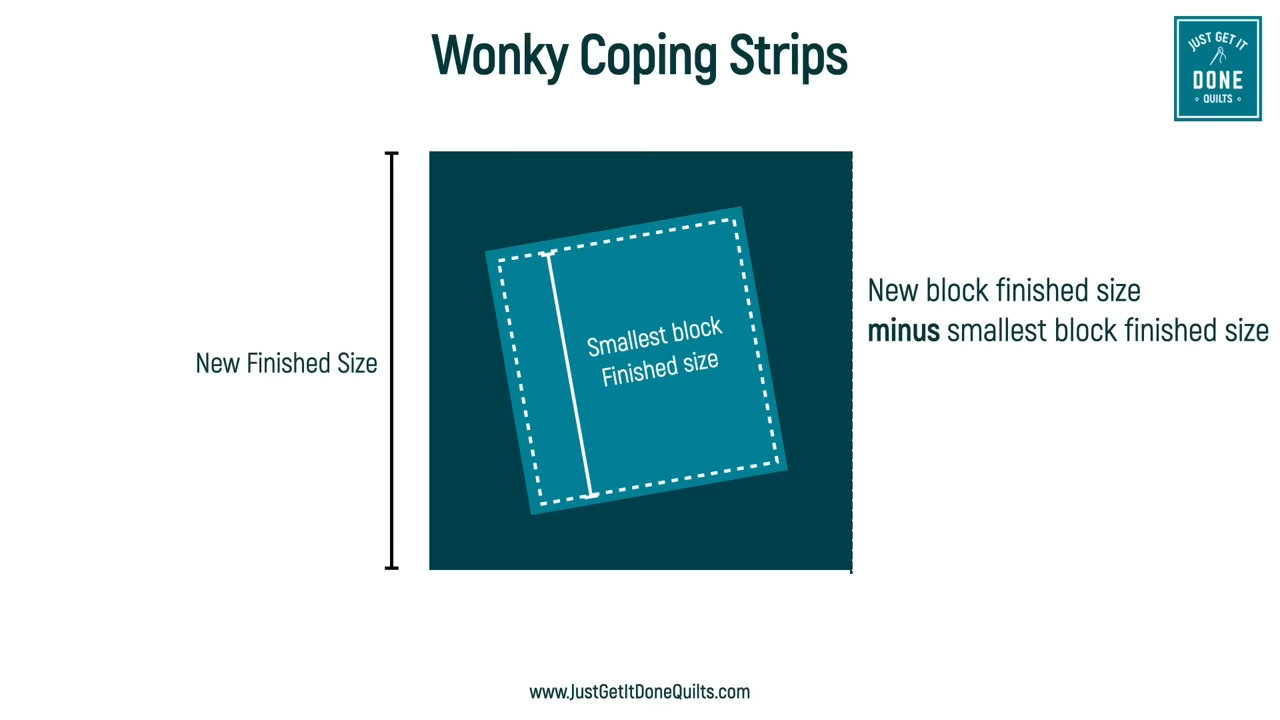 Wonky Coping Strips
JUST GET IT
DONE
QUILTS
New block finished size
minus smallest block finished size
Smallest block
Finished size
New Finished Size
www.JustGetItDoneQuilts.com